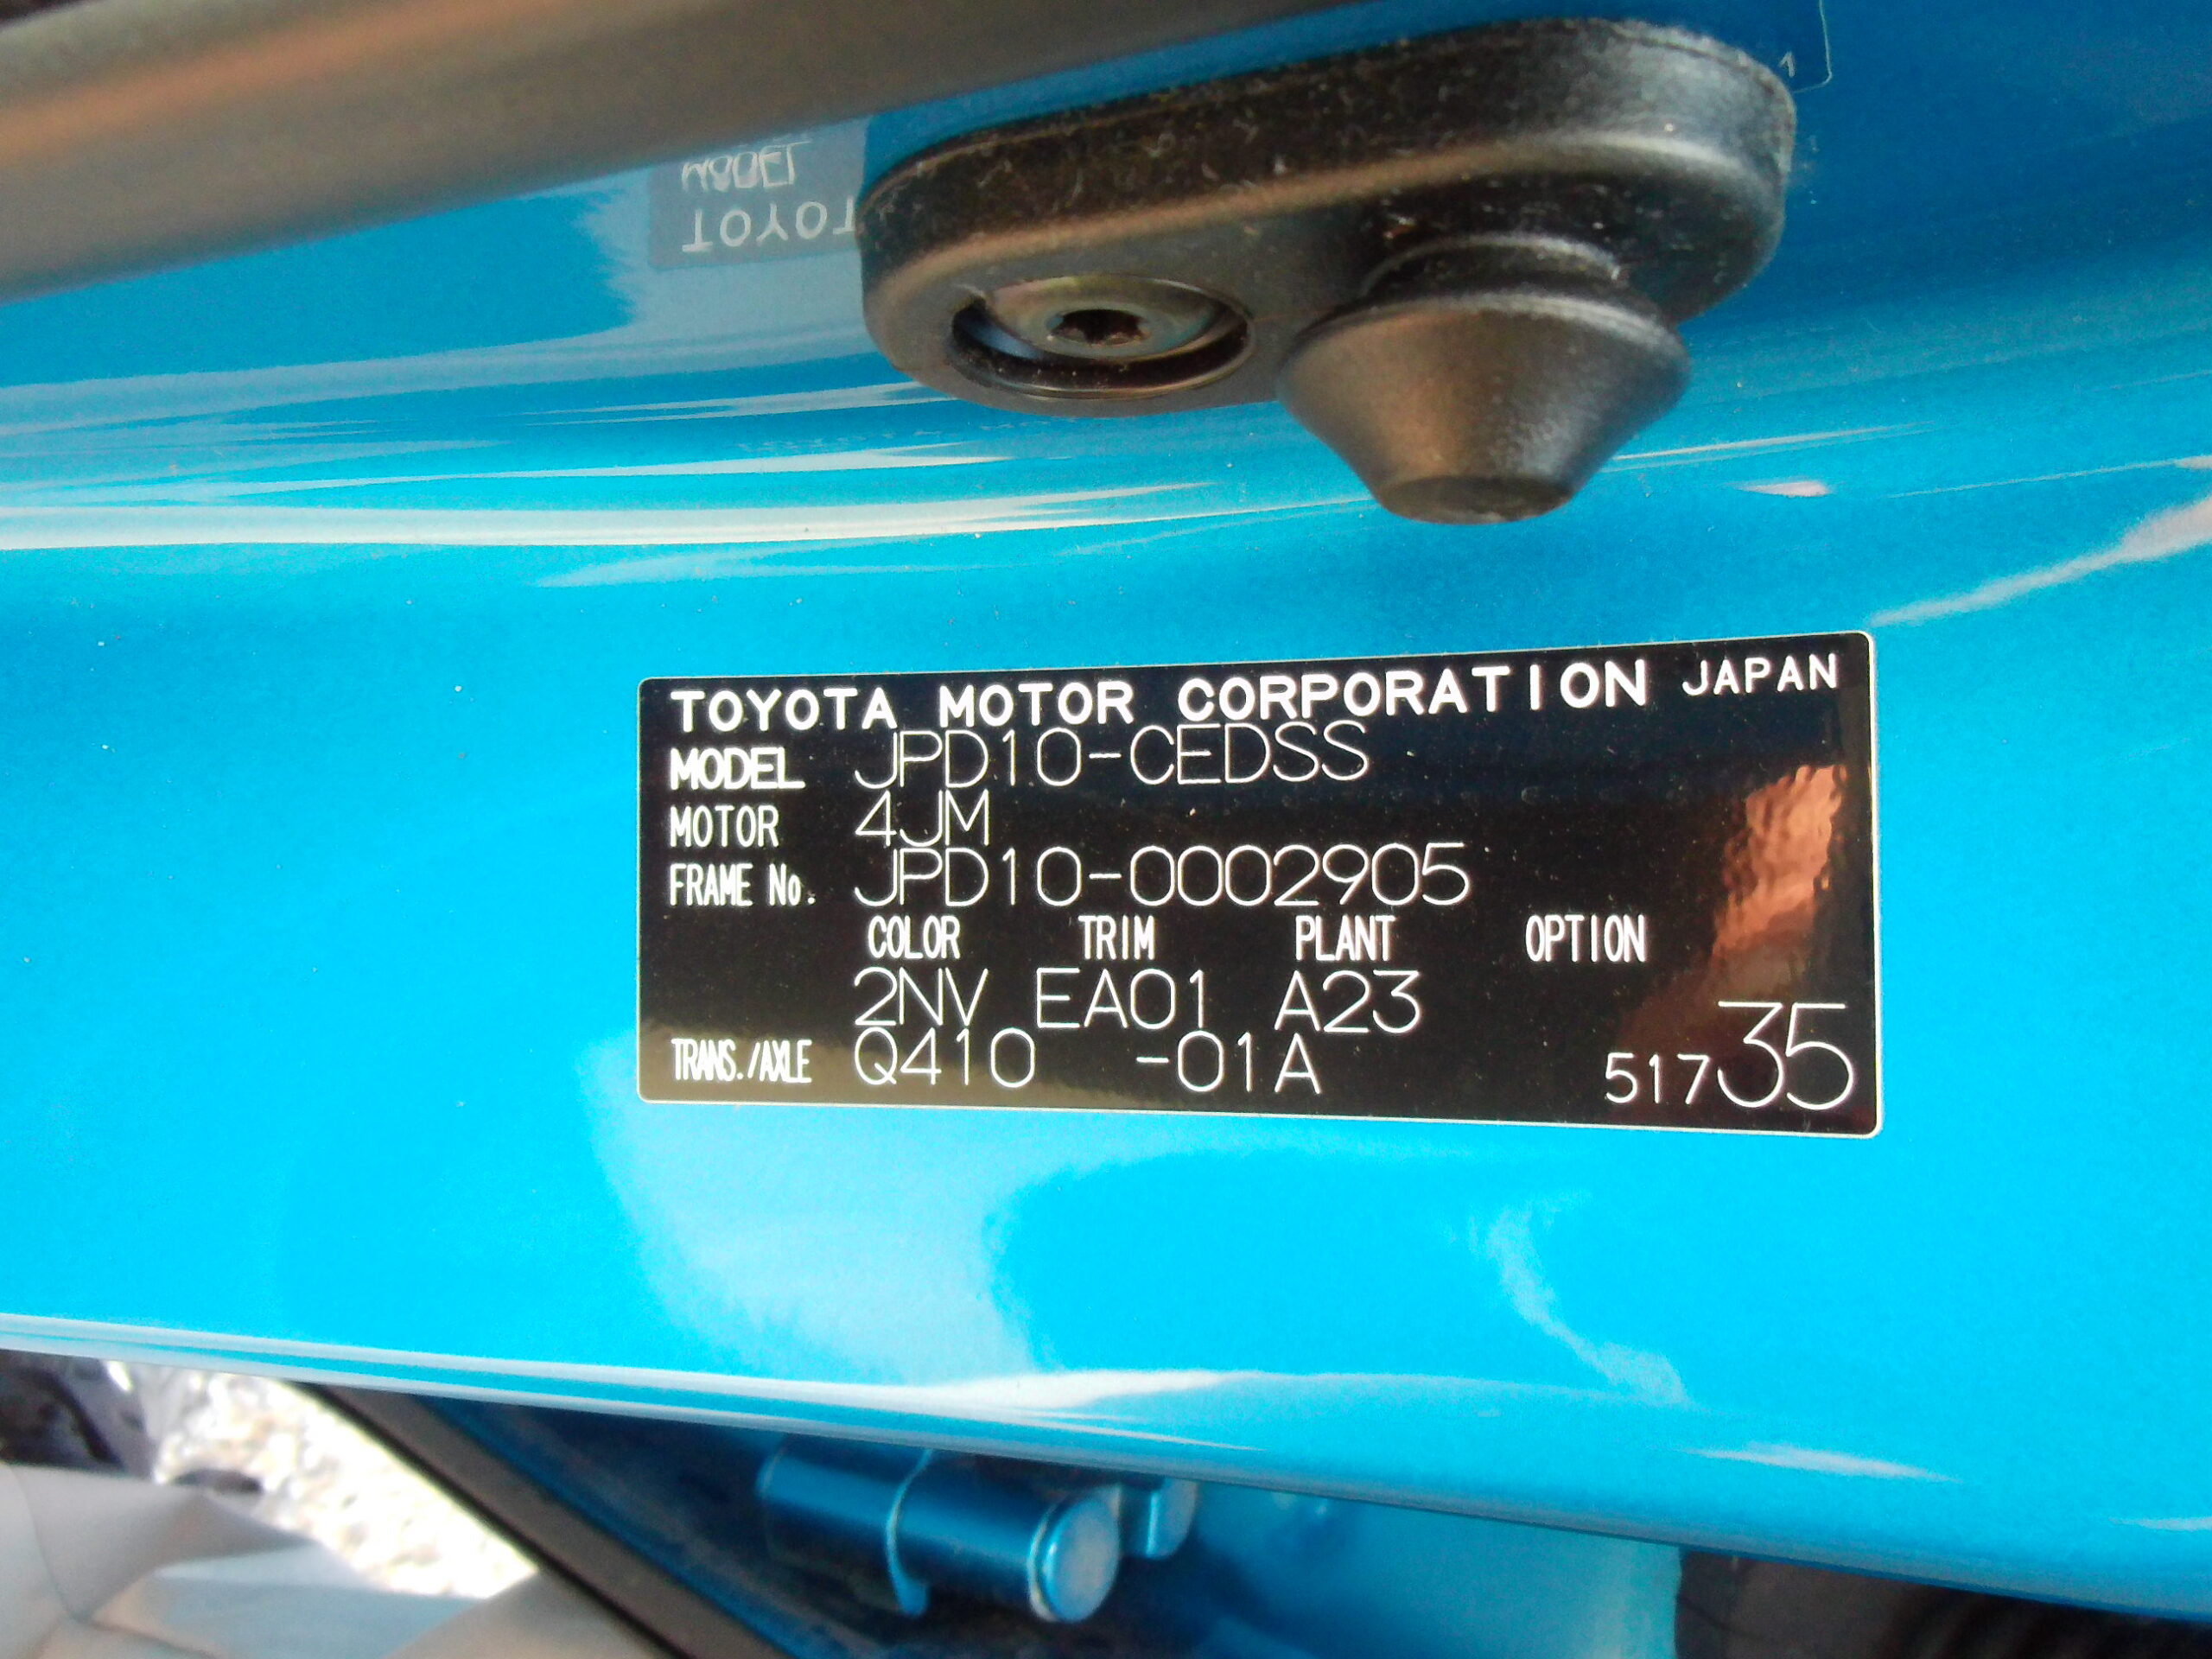 TOYOTA MOTOR CORPORATION JAPAN
MODEL JPD10-CEDSS
MOTOR 4JM
FRAME No. JPD10-0002905
COLOR TRIM PLANT OPTION
2NV EA01 A23
TRANS./AXLE Q410 -01A 51735